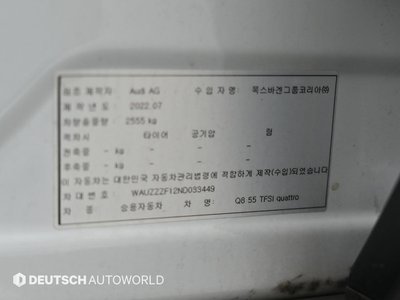 최초 제작자 Audi AG 수 입 자 명: 폭스바겐그룹코리아㈜
제 작 년 도 : 2022.07
차량총중량 : 2555 kg
적차시 타이어 공기압 림
전축중 - kg
후축중 - kg
이 자동차는 대한민국 자동차관리법령에 적합하게 제작(수입)되었습니다.
차 대 번 호 : WAUZZZF12ND033449
차 종: 승용자동차 차 명: Q8 55 TFSI quattro
DEUTSCH AUTOWORLD